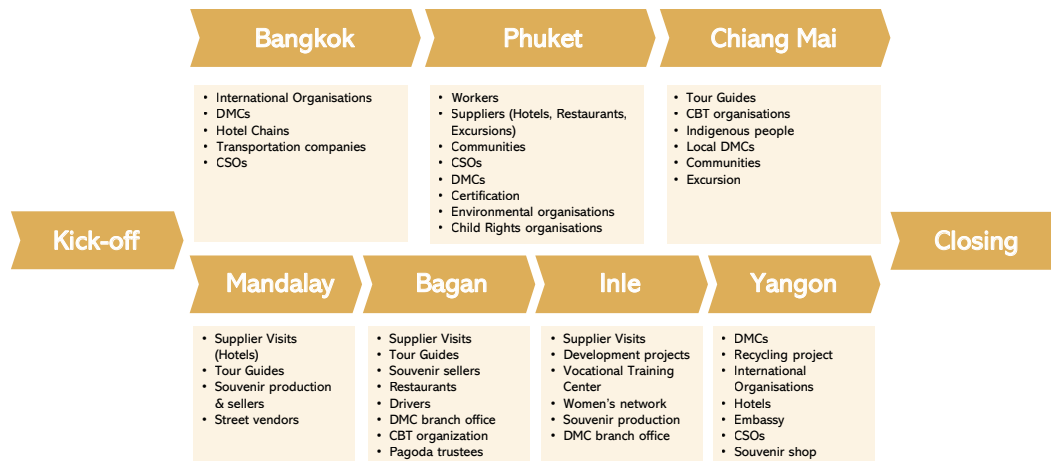 Kick-off
Bangkok
• International Organisations
• DMCs
• Hotel Chains
• Transportation companies
• CSOs
Phuket
• Workers
• Suppliers (Hotels, Restaurants,
Excursions)
• Communities
• CSOs
• DMCs
• Certification
• Environmental organisations
• Child Rights organisations
Chiang Mai
• Tour Guides
• CBT organisations
• Indigenous people
• Local DMCs
• Communities
• Excursion
Mandalay
• Supplier Visits
(Hotels)
• Tour Guides
• Souvenir production
& sellers
• Street vendors
Bagan
• Supplier Visits
• Tour Guides
• Souvenir sellers
• Restaurants
• Drivers
• DMC branch office
• CBT organization
• Pagoda trustees
Inle
• Supplier Visits
• Development projects
• Vocational Training
Center
• Women's network
• Souvenir production
• DMC branch office
Yangon
• DMCs
• Recycling project
• International
Organisations
• Hotels
• Embassy
• CSOs
• Souvenir shop
Closing